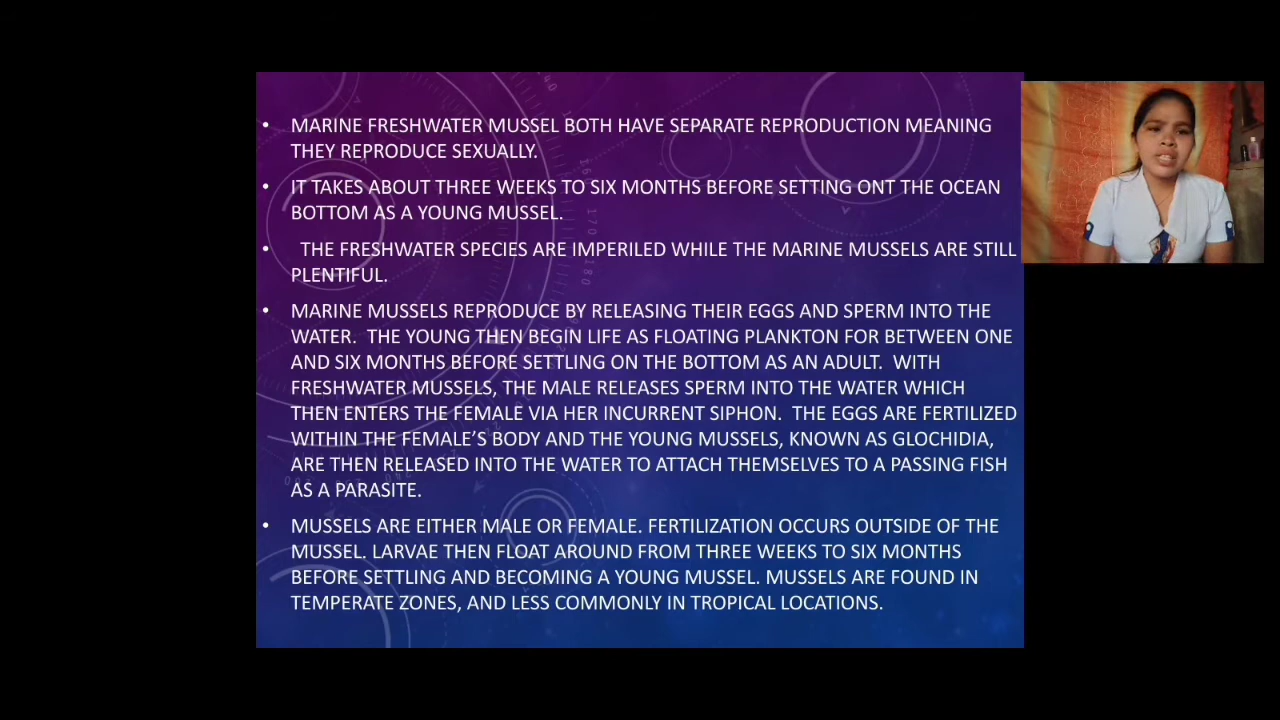 • MARINE FRESHWATER MUSSEL BOTH HAVE SEPARATE REPRODUCTION MEANING
THEY REPRODUCE SEXUALLY.
• IT TAKES ABOUT THREE WEEKS TO SIX MONTHS BEFORE SETTING ONT THE OCEAN
BOTTOM AS A YOUNG MUSSEL.
• THE FRESHWATER SPECIES ARE IMPERILED WHILE THE MARINE MUSSELS ARE STILL
PLENTIFUL.
• MARINE MUSSELS REPRODUCE BY RELEASING THEIR EGGS AND SPERM INTO THE
WATER. THE YOUNG THEN BEGIN LIFE AS FLOATING PLANKTON FOR BETWEEN ONE
AND SIX MONTHS BEFORE SETTLING ON THE BOTTOM AS AN ADULT. WITH
FRESHWATER MUSSELS, THE MALE RELEASES SPERM INTO THE WATER WHICH
THEN ENTERS THE FEMALE VIA HER INCURRENT SIPHON. THE EGGS ARE FERTILIZED
WITHIN THE FEMALE'S BODY AND THE YOUNG MUSSELS, KNOWN AS GLOCHIDIA,
ARE THEN RELEASED INTO THE WATER TO ATTACH THEMSELVES TO A PASSING FISH
AS A PARASITE.
• MUSSELS ARE EITHER MALE OR FEMALE. FERTILIZATION OCCURS OUTSIDE OF THE
MUSSEL. LARVAE THEN FLOAT AROUND FROM THREE WEEKS TO SIX MONTHS
BEFORE SETTLING AND BECOMING A YOUNG MUSSEL. MUSSELS ARE FOUND IN
TEMPERATE ZONES, AND LESS COMMONLY IN TROPICAL LOCATIONS.